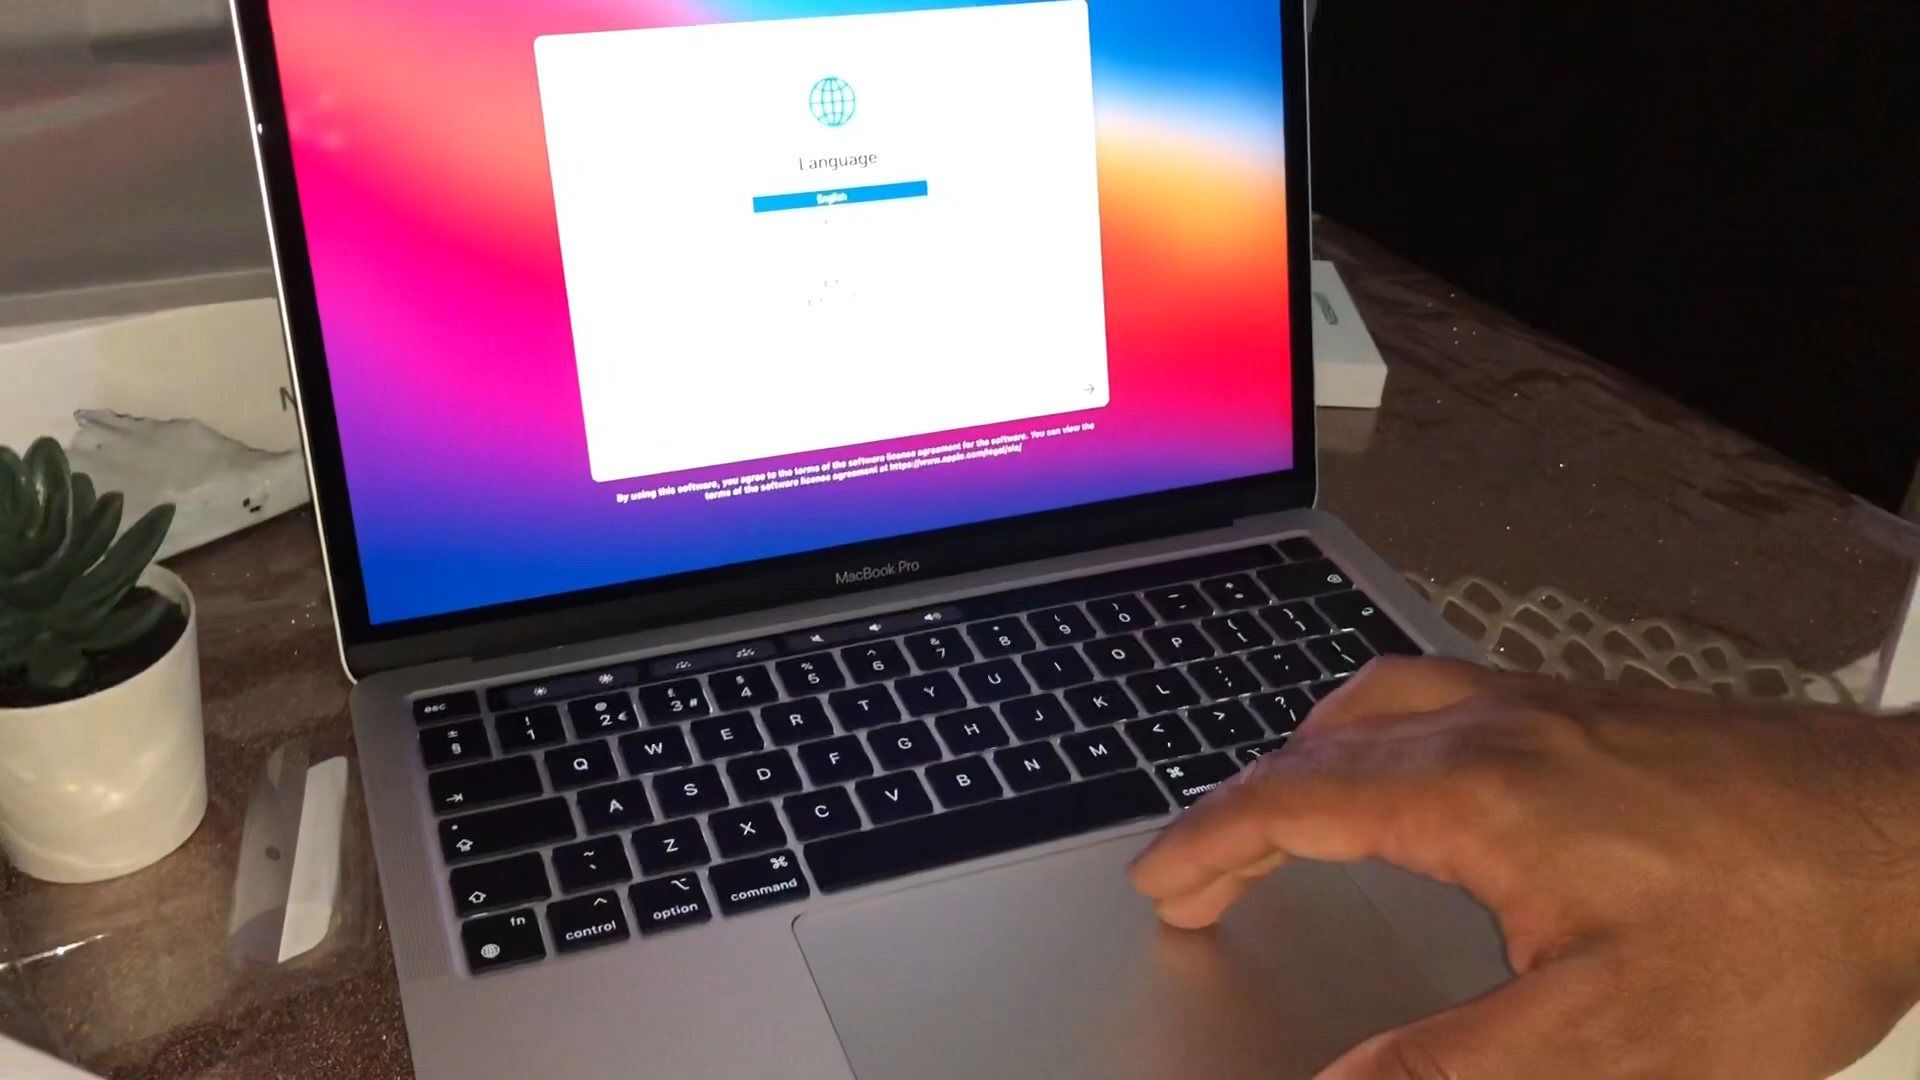 Language
English
By using this software, you agree to the terms of the software license agreement for the software. You can view the
terms of the software license agreement at https://www.apple.com/legal/sla/
MacBook Pro
esc
± § ! 1 2 € £ 3 # $ 4 % 5 ^ 6 & 7 * 8 ( 9 ) 0
Q W E R T Y U I O P { [ } ]
A S D F G H J K L : ; " '
~ ` Z X C V B N M < , > . ? /
fn control option command